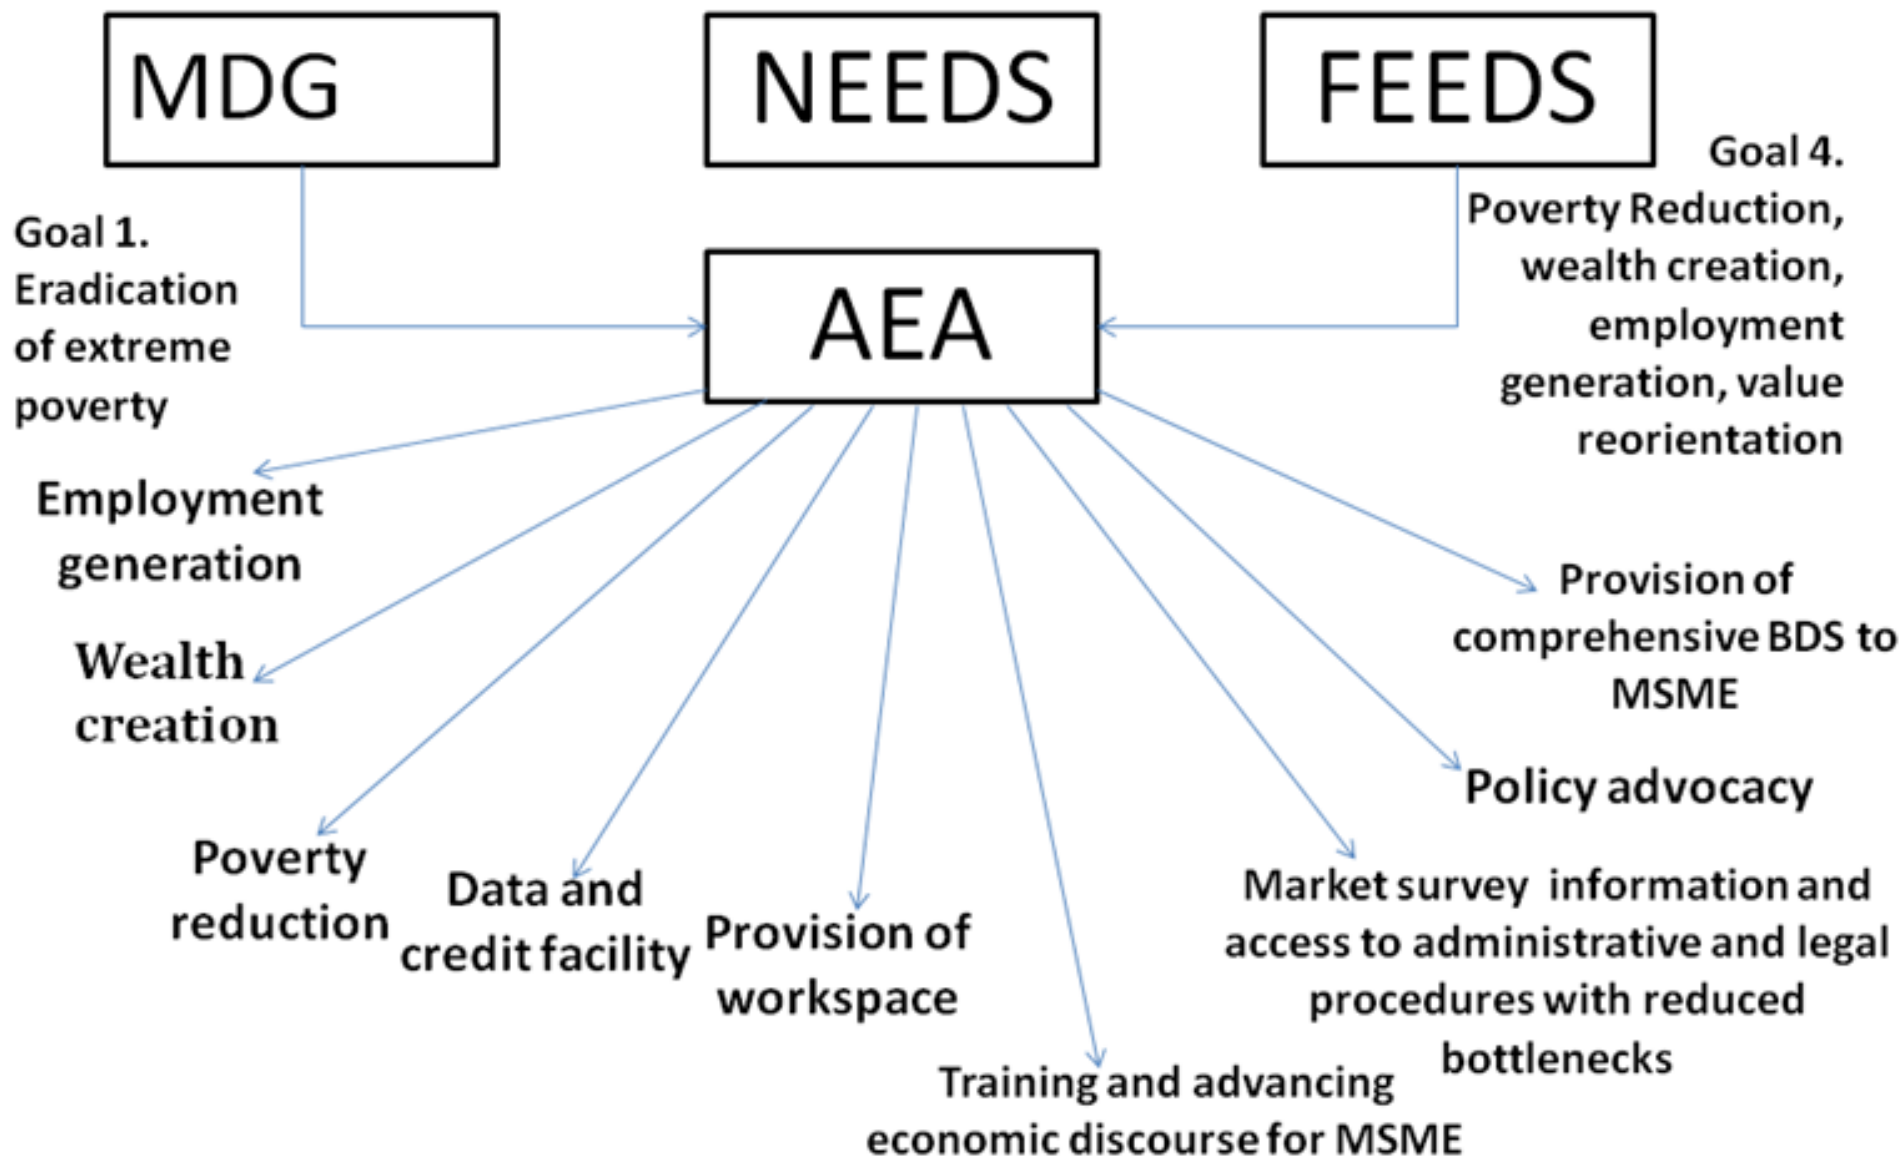 MDG
NEEDS
FEEDS
Goal 1.
Eradication
of extreme
poverty
AEA
Goal 4.
Poverty Reduction,
wealth creation,
employment
generation, value
reorientation
Employment
generation
Wealth
creation
Poverty
reduction
Data and
credit facility
Provision of
workspace
Training and advancing
economic discourse for MSME
Market survey information and
access to administrative and legal
procedures with reduced
bottlenecks
Policy advocacy
Provision of
comprehensive BDS to
MSME